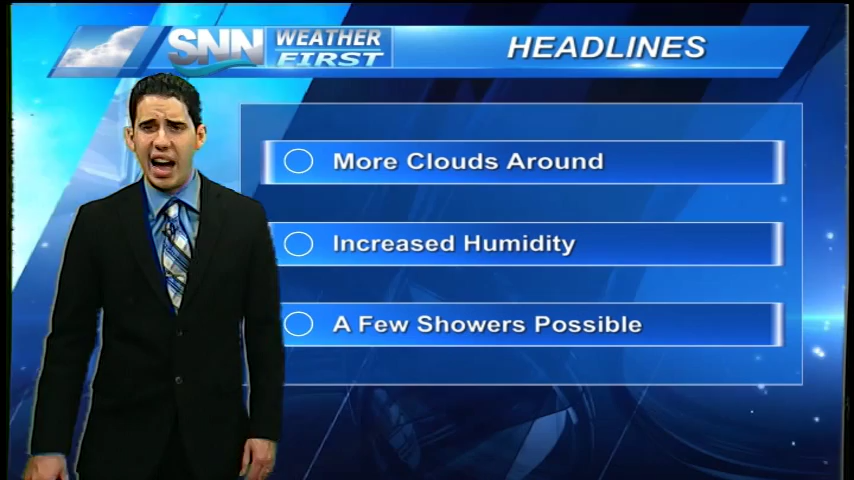 SNN WEATHER FIRST
HEADLINES
More Clouds Around
Increased Humidity
A Few Showers Possible